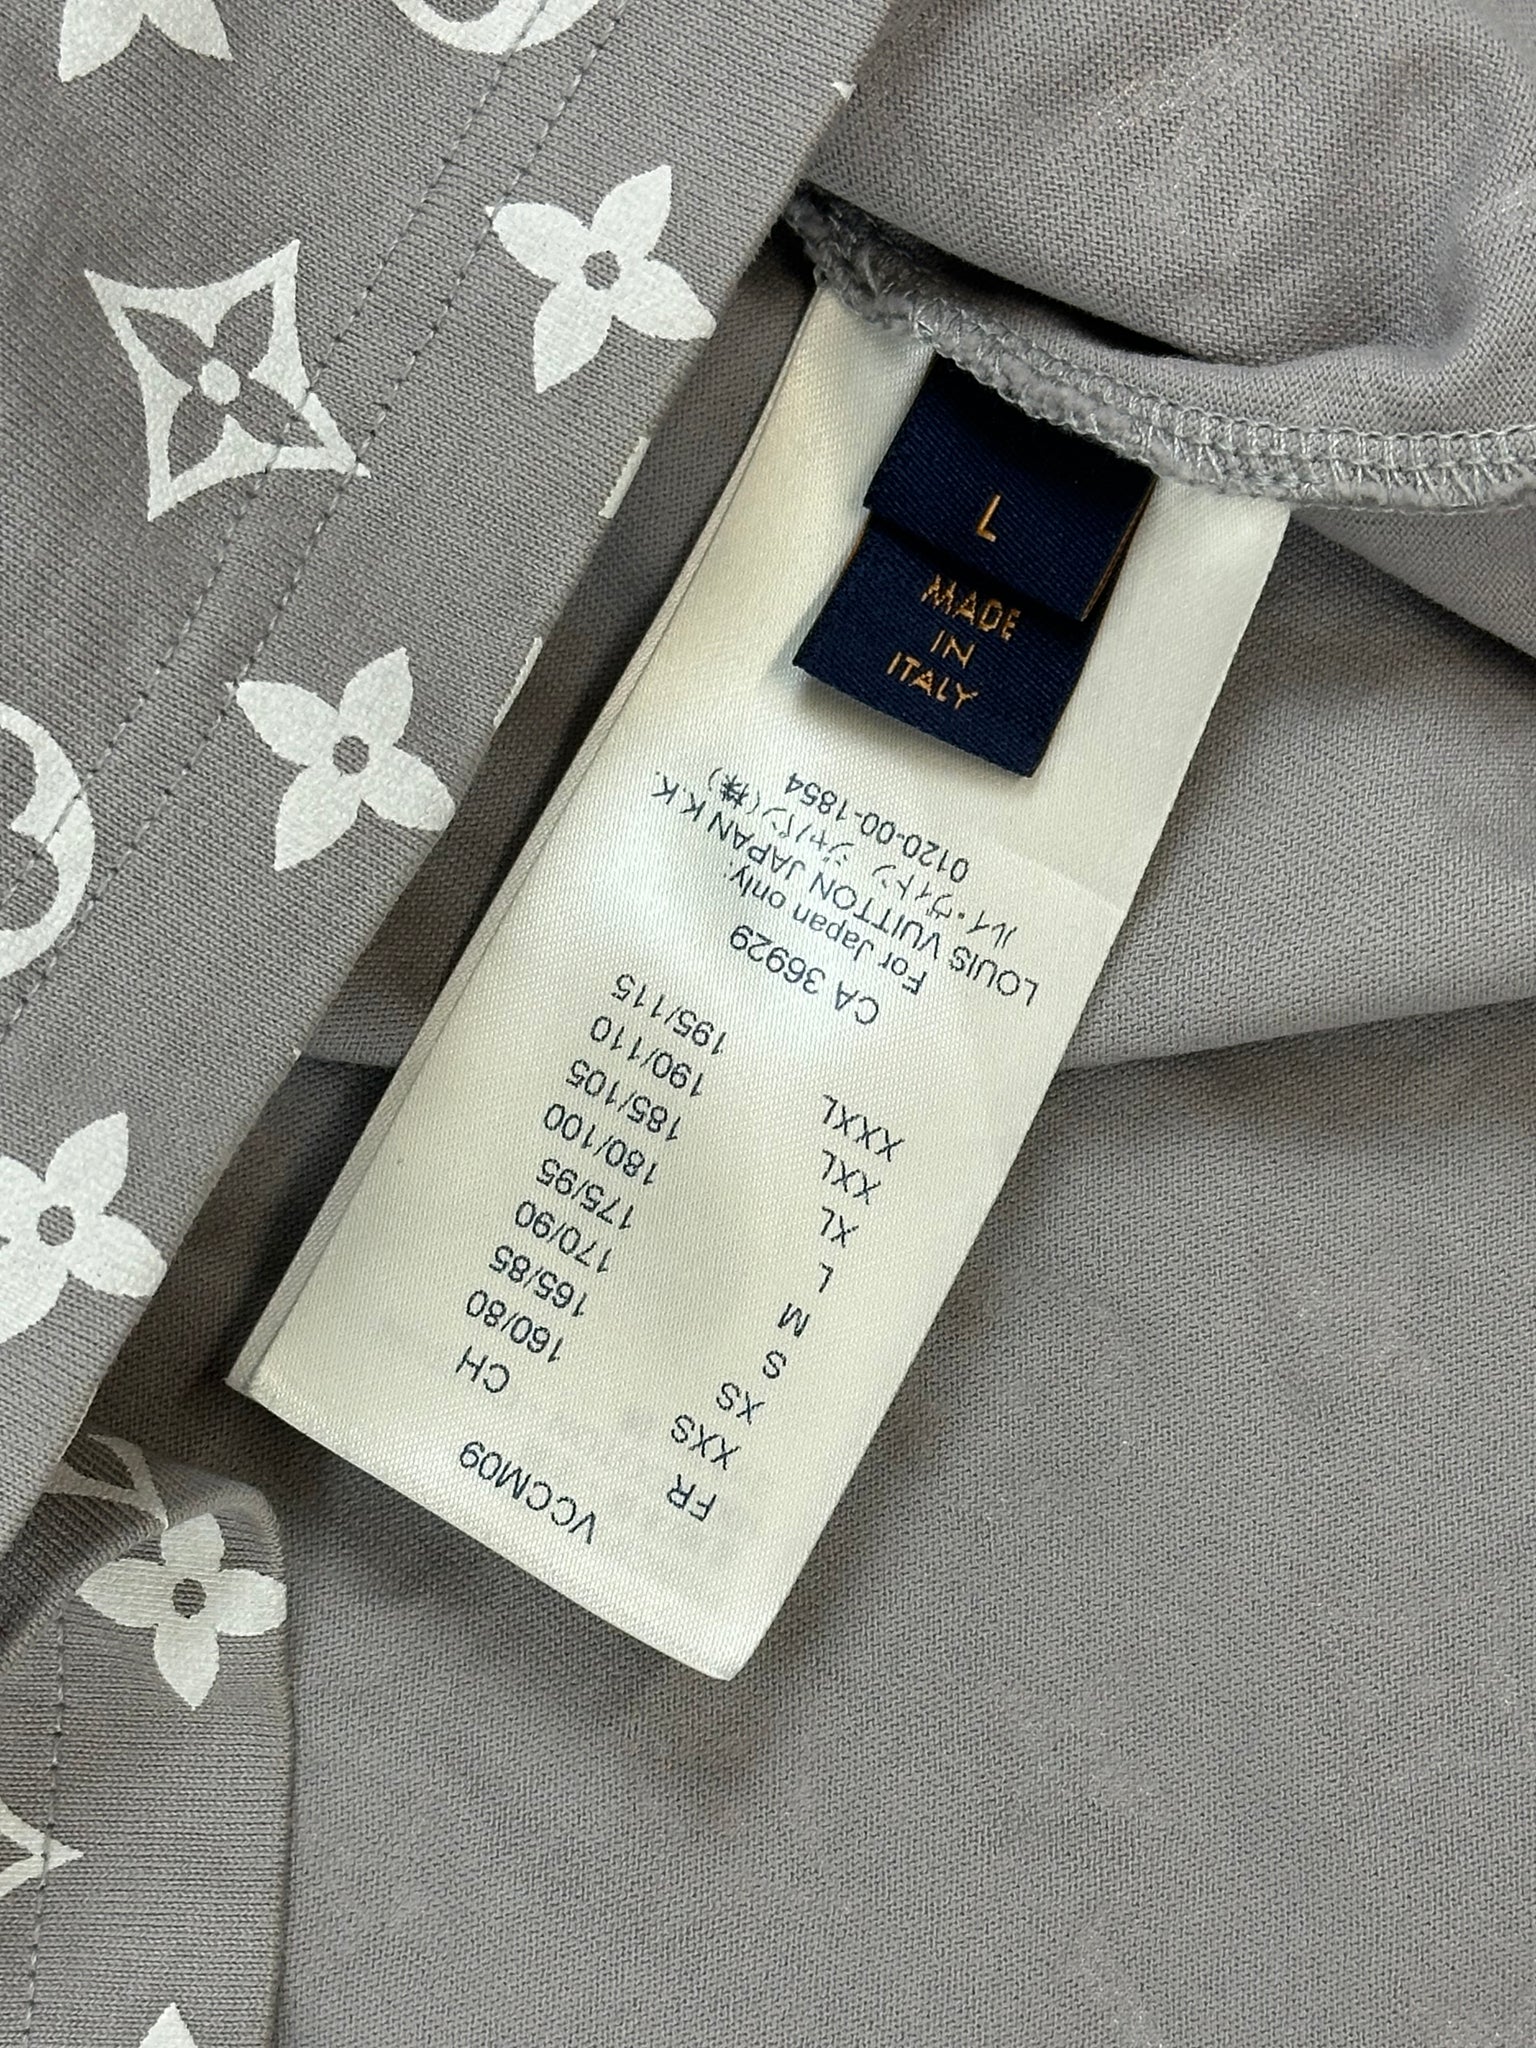 L
MADE
IN
ITALY
VCCCM09
FR CH
XXS 160/80
XS 165/85
S 170/90
M 175/95
L 180/100
XL 185/105
XXL 190/110
XXXL 195/115
CA 36929
For Japan only.
LOUIS VUITTON JAPAN K.K.
ルイ・ヴィトン ジャパン(株)
0120-00-1854